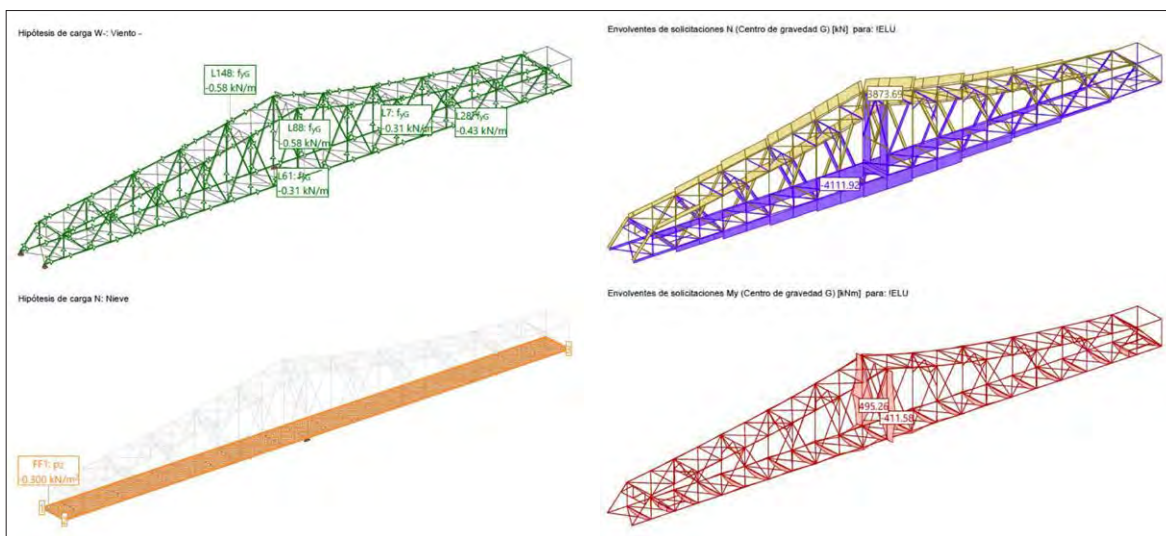 Hipótesis de carga W-: Viento -
L148: fyG
-0.58 kN/m
L88: fyG
-0.58 kN/m
L7: fyG
-0.31 kN/m
L28: fyG
-0.43 kN/m
L61: fyG
-0.31 kN/m
Envolventes de solicitaciones N (Centro de gravedad G) [kN] para: !ELU
3873.69
-4111.92
Hipótesis de carga N: Nieve
FF1: pz
-0.300 kN/m²
Envolventes de solicitaciones My (Centro de gravedad G) [kNm] para: !ELU
495.26
-411.58